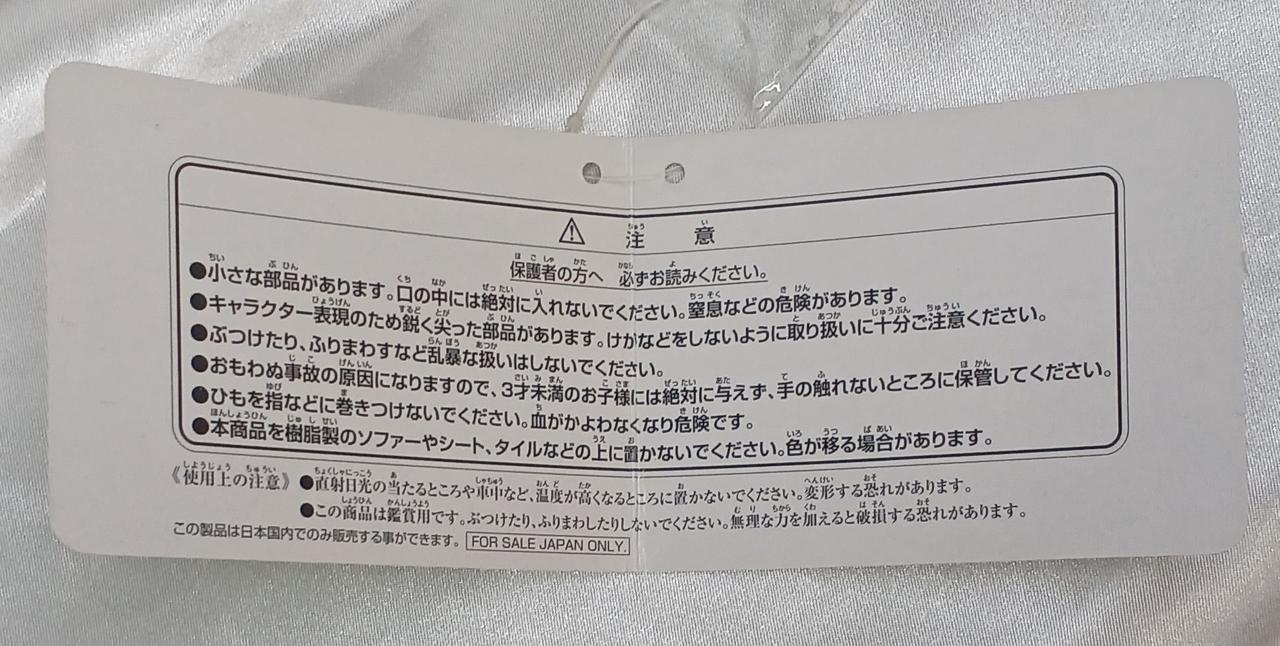 ⚠ 注意
保護者の方へ 必ずお読みください。
●小さな部品があります。口の中には絶対に入れないでください。窒息などの危険があります。
●キャラクター表現のため鋭く尖った部品があります。けがなどをしないように取り扱いに十分ご注意ください。
●ぶつけたり、ふりまわすなど乱暴な扱いはしないでください。
●おもわぬ事故の原因になりますので、3才未満のお子様には絶対に与えず、手の触れないところに保管してください。
●ひもを指などに巻きつけないでください。血がかよわなくなり危険です。
●本商品を樹脂製のソファーやシート、タイルなどの上に置かないでください。色が移る場合があります。
《使用上の注意》●直射日光の当たるところや車中など、温度が高くなるところに置かないでください。変形する恐れがあります。
●この商品は鑑賞用です。ぶつけたり、ふりまわしたりしないでください。無理な力を加えると破損する恐れがあります。
この製品は日本国内でのみ販売する事ができます。 FOR SALE JAPAN ONLY.